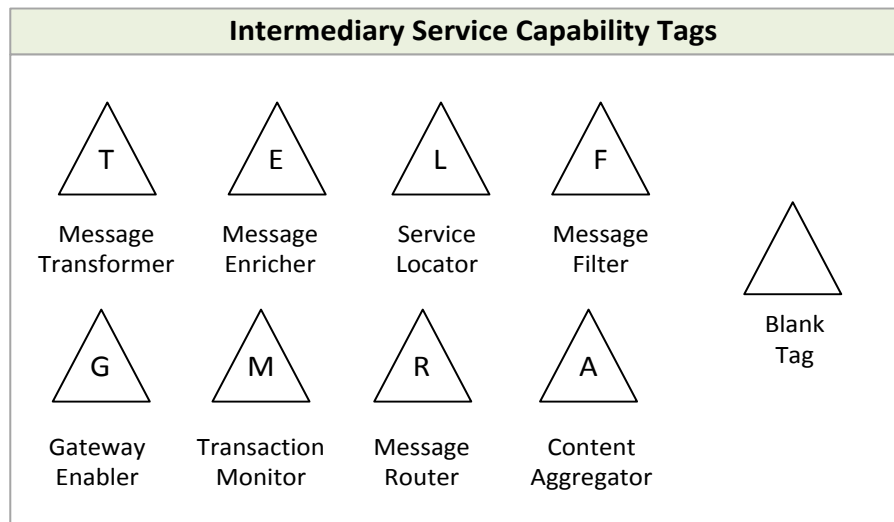 Intermediary Service Capability Tags
T E L F
Message Message Service Message
Transformer Enricher Locator Filter
Blank
Tag
G M R A
Gateway Transaction Message Content
Enabler Monitor Router Aggregator